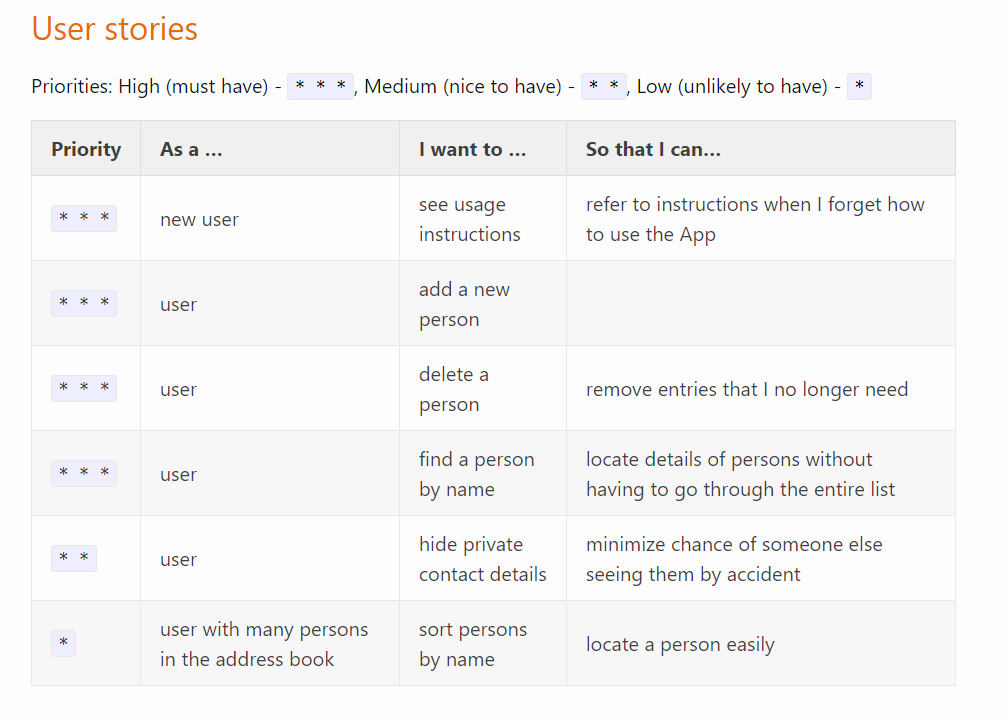 User stories
Priorities: High (must have) - * * *, Medium (nice to have) - * *, Low (unlikely to have) - *
Priority As a ... I want to ... So that I can...
* * * new user see usage instructions refer to instructions when I forget how to use the App
* * * user add a new person
* * * user delete a person remove entries that I no longer need
* * * user find a person by name locate details of persons without having to go through the entire list
* * user hide private contact details minimize chance of someone else seeing them by accident
* user with many persons in the address book sort persons by name locate a person easily